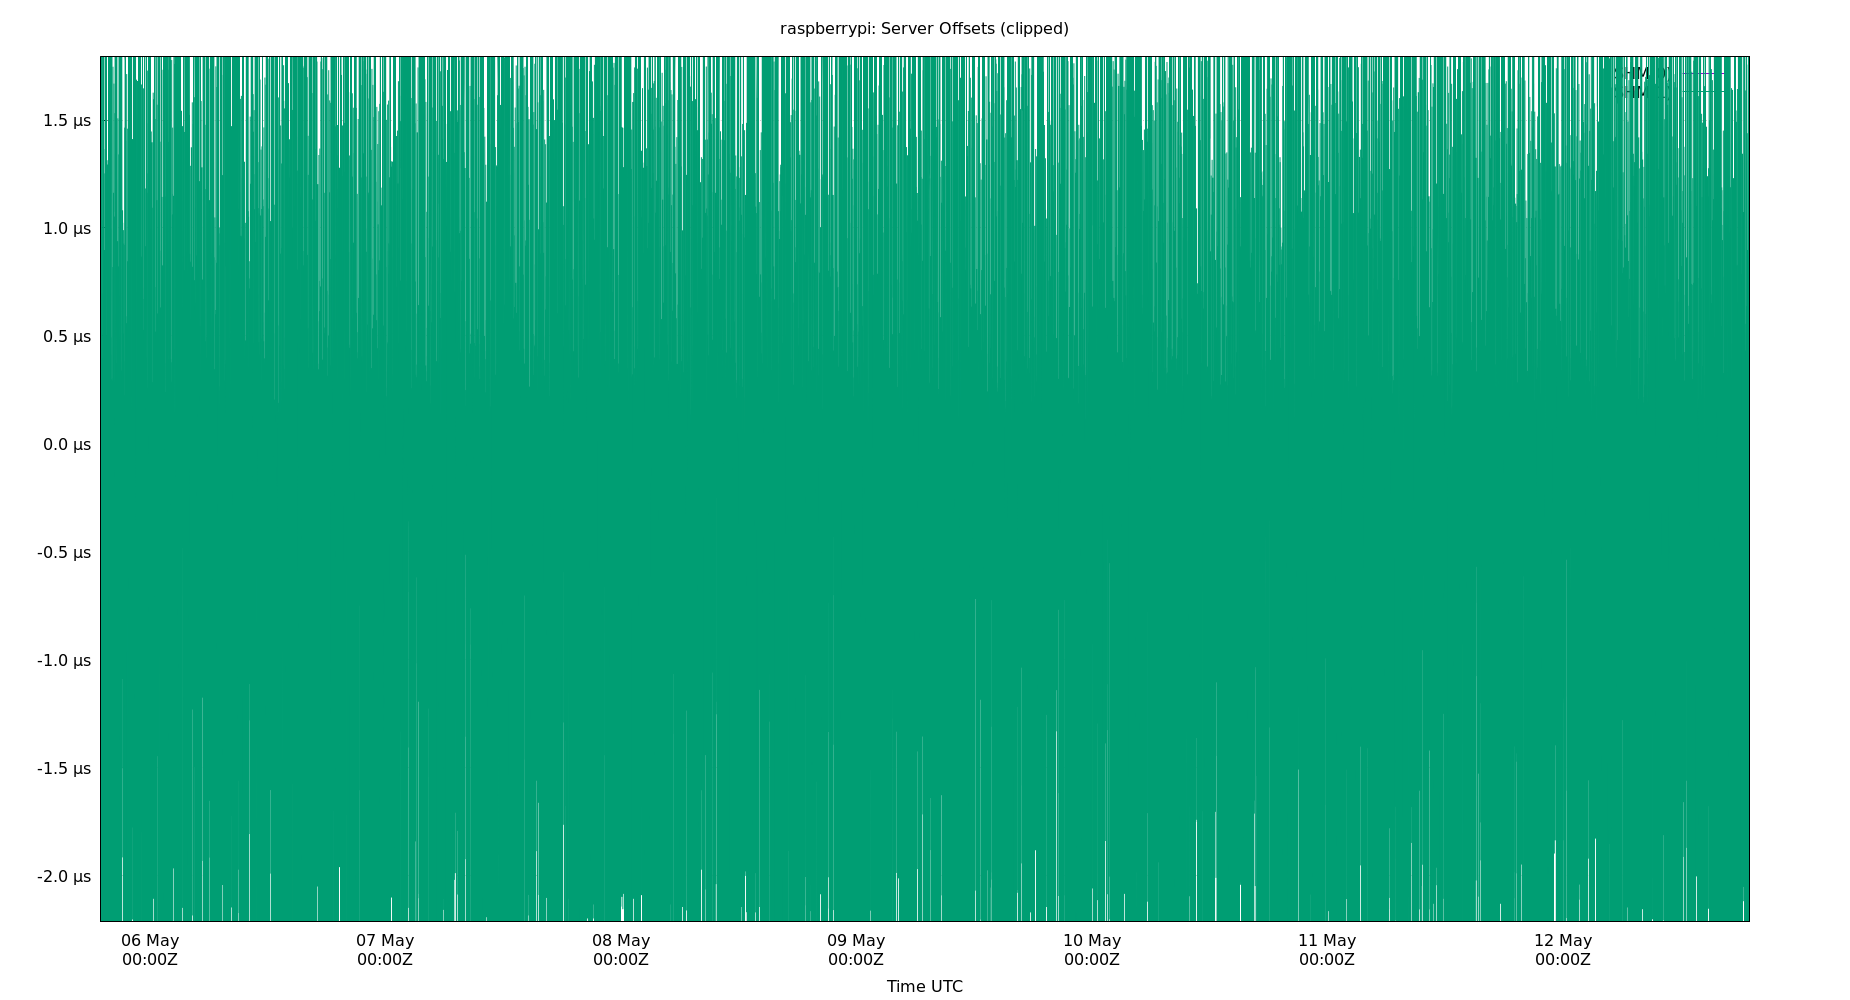 raspberrypi: Server Offsets (clipped)
1.5 µs
1.0 µs
0.5 µs
0.0 µs
-0.5 µs
-1.0 µs
-1.5 µs
-2.0 µs
06 May
00:00Z
07 May
00:00Z
08 May
00:00Z
09 May
00:00Z
10 May
00:00Z
11 May
00:00Z
12 May
00:00Z
Time UTC